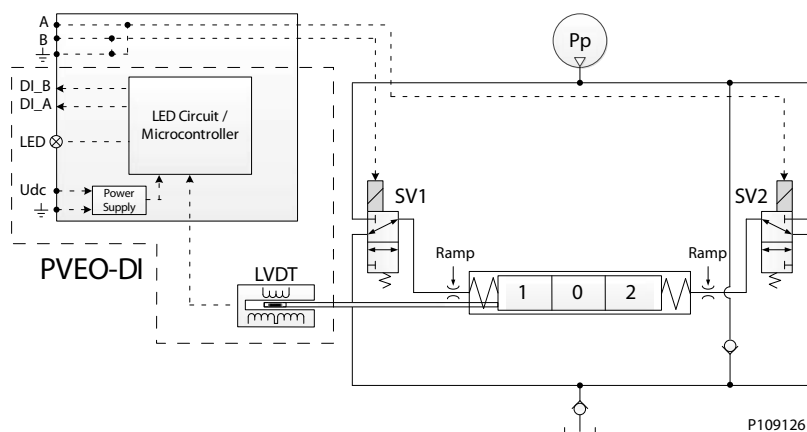 A
B
Pp
DI_B
DI_A
LED Circuit /
Microcontroller
LED
Udc
Power
Supply
SV1
SV2
PVEO-DI
LVDT
Ramp
Ramp
1 0 2
P109126